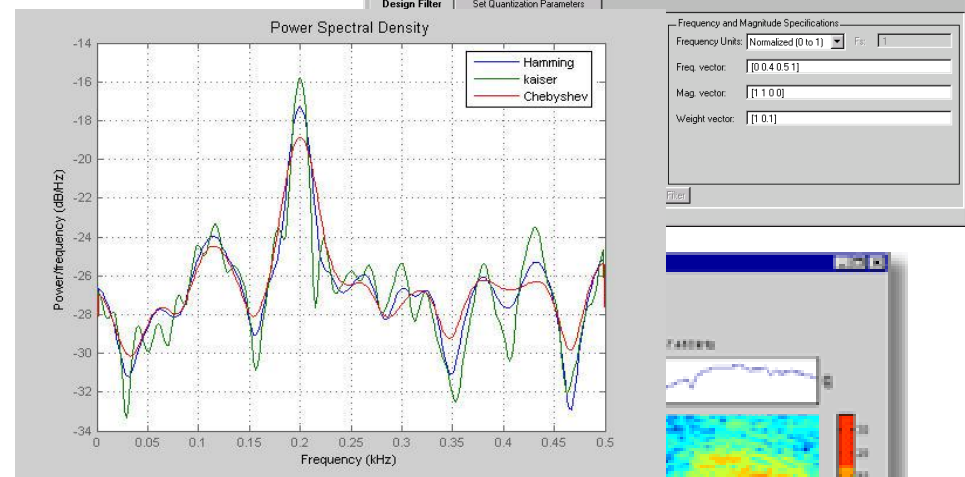 Design Filter
Set Quantization Parameters
Power Spectral Density
Hamming
kaiser
Chebyshev
-14
-16
-18
-20
-22
-24
-26
-28
-30
-32
-34
Power/frequency (dB/Hz)
0 0.05 0.1 0.15 0.2 0.25 0.3 0.35 0.4 0.45 0.5
Frequency (kHz)
Frequency and Magnitude Specifications
Frequency Units: Normalized (0 to 1) Fs: 1
Freq. vector: [0 0.4 0.5 1]
Mag. vector: [1 1 0 0]
Weight vector: [1 0.1]
Filter